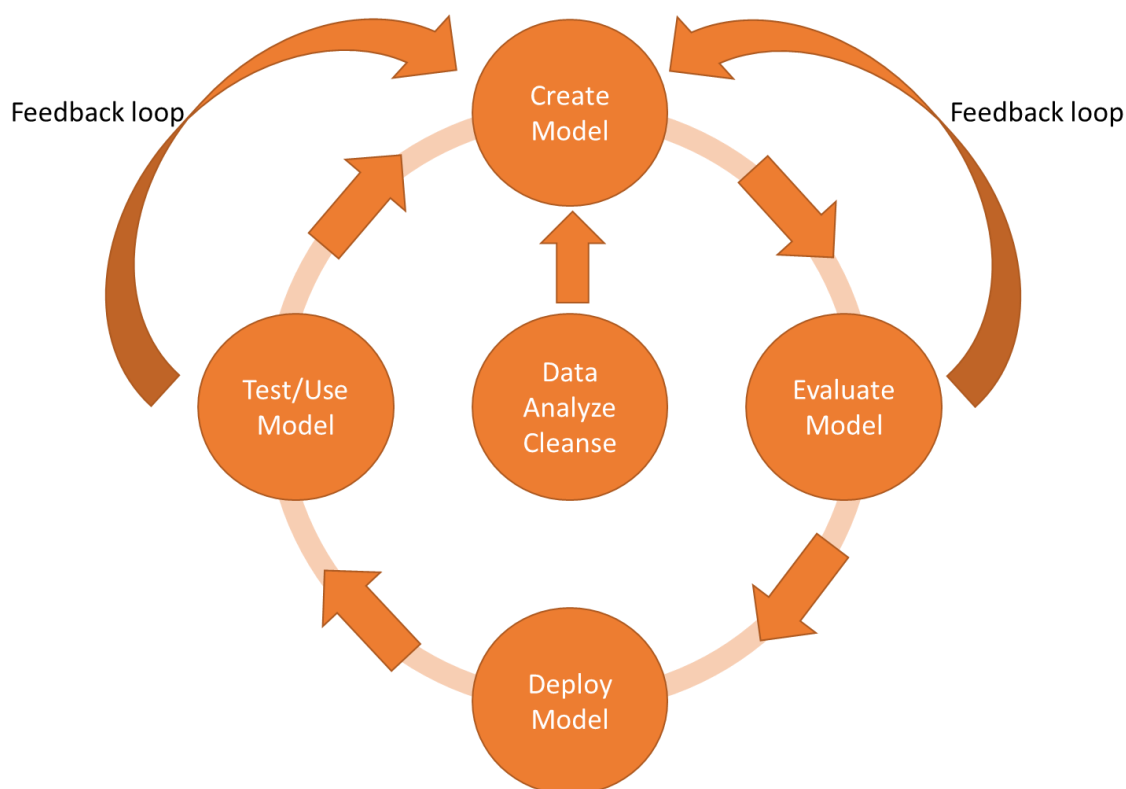 Create
Model
Feedback loop
Feedback loop
Test/Use
Model
Data
Analyze
Cleanse
Evaluate
Model
Deploy
Model